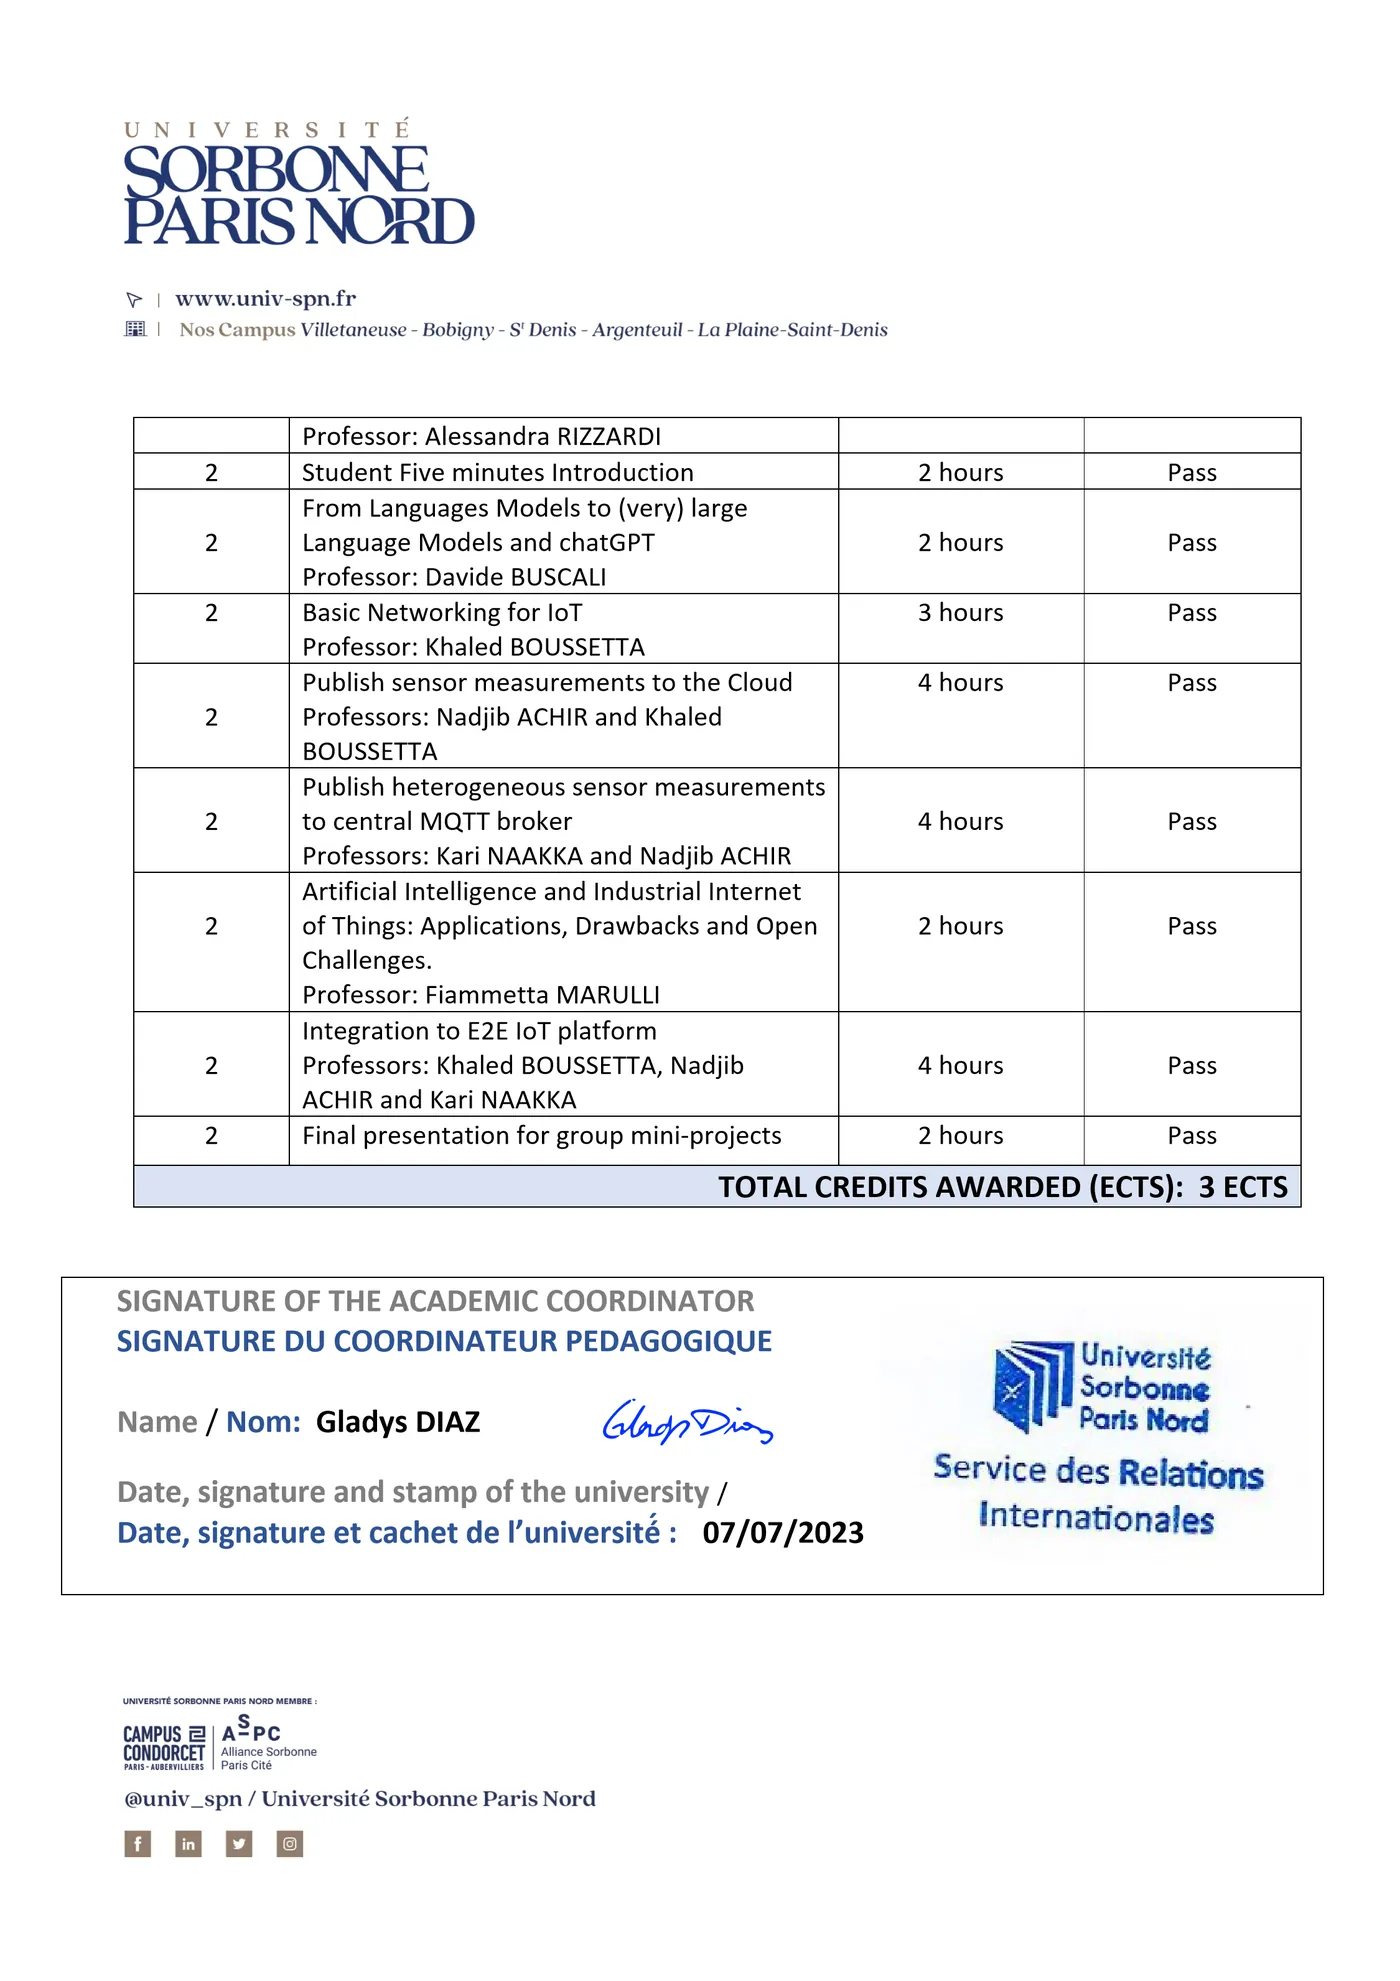 UNIVERSITÉ
SORBONNE
PARIS NORD
www.univ-spn.fr
Nos Campus Villetaneuse - Bobigny - Sᵗ Denis - Argenteuil - La Plaine-Saint-Denis
Professor: Alessandra RIZZARDI
2 Student Five minutes Introduction 2 hours Pass
From Languages Models to (very) large
2 Language Models and chatGPT 2 hours Pass
Professor: Davide BUSCALI
2 Basic Networking for IoT 3 hours Pass
Professor: Khaled BOUSSETTA
Publish sensor measurements to the Cloud 4 hours Pass
2 Professors: Nadjib ACHIR and Khaled
BOUSSETTA
Publish heterogeneous sensor measurements
2 to central MQTT broker 4 hours Pass
Professors: Kari NAAKKA and Nadjib ACHIR
Artificial Intelligence and Industrial Internet
2 of Things: Applications, Drawbacks and Open 2 hours Pass
Challenges.
Professor: Fiammetta MARULLI
Integration to E2E IoT platform
2 Professors: Khaled BOUSSETTA, Nadjib 4 hours Pass
ACHIR and Kari NAAKKA
2 Final presentation for group mini-projects 2 hours Pass
TOTAL CREDITS AWARDED (ECTS): 3 ECTS
SIGNATURE OF THE ACADEMIC COORDINATOR
SIGNATURE DU COORDINATEUR PEDAGOGIQUE
Name / Nom: Gladys DIAZ
Gladys Diaz
Date, signature and stamp of the university /
Date, signature et cachet de l’université : 07/07/2023
Université
Sorbonne
Paris Nord
Service des Relations
Internationales
UNIVERSITÉ SORBONNE PARIS NORD MEMBRE :
CAMPUS
CONDORCET
PARIS - AUBERVILLIERS
ASPC
Alliance Sorbonne
Paris Cité
@univ_spn / Université Sorbonne Paris Nord